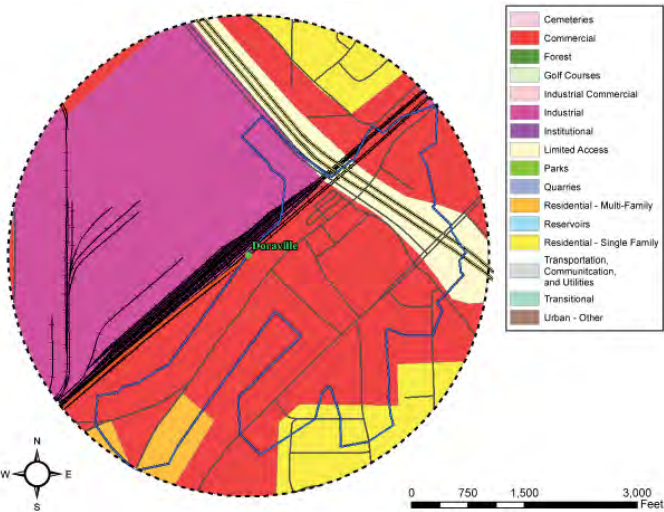 Cemeteries
Commercial
Forest
Golf Courses
Industrial Commercial
Industrial
Institutional
Limited Access
Parks
Quarries
Residential - Multi-Family
Reservoirs
Residential - Single Family
Transportation,
Communitcation,
and Utilities
Transitional
Urban - Other
Doraville
N
W E
S
0 750 1,500 3,000
Feet